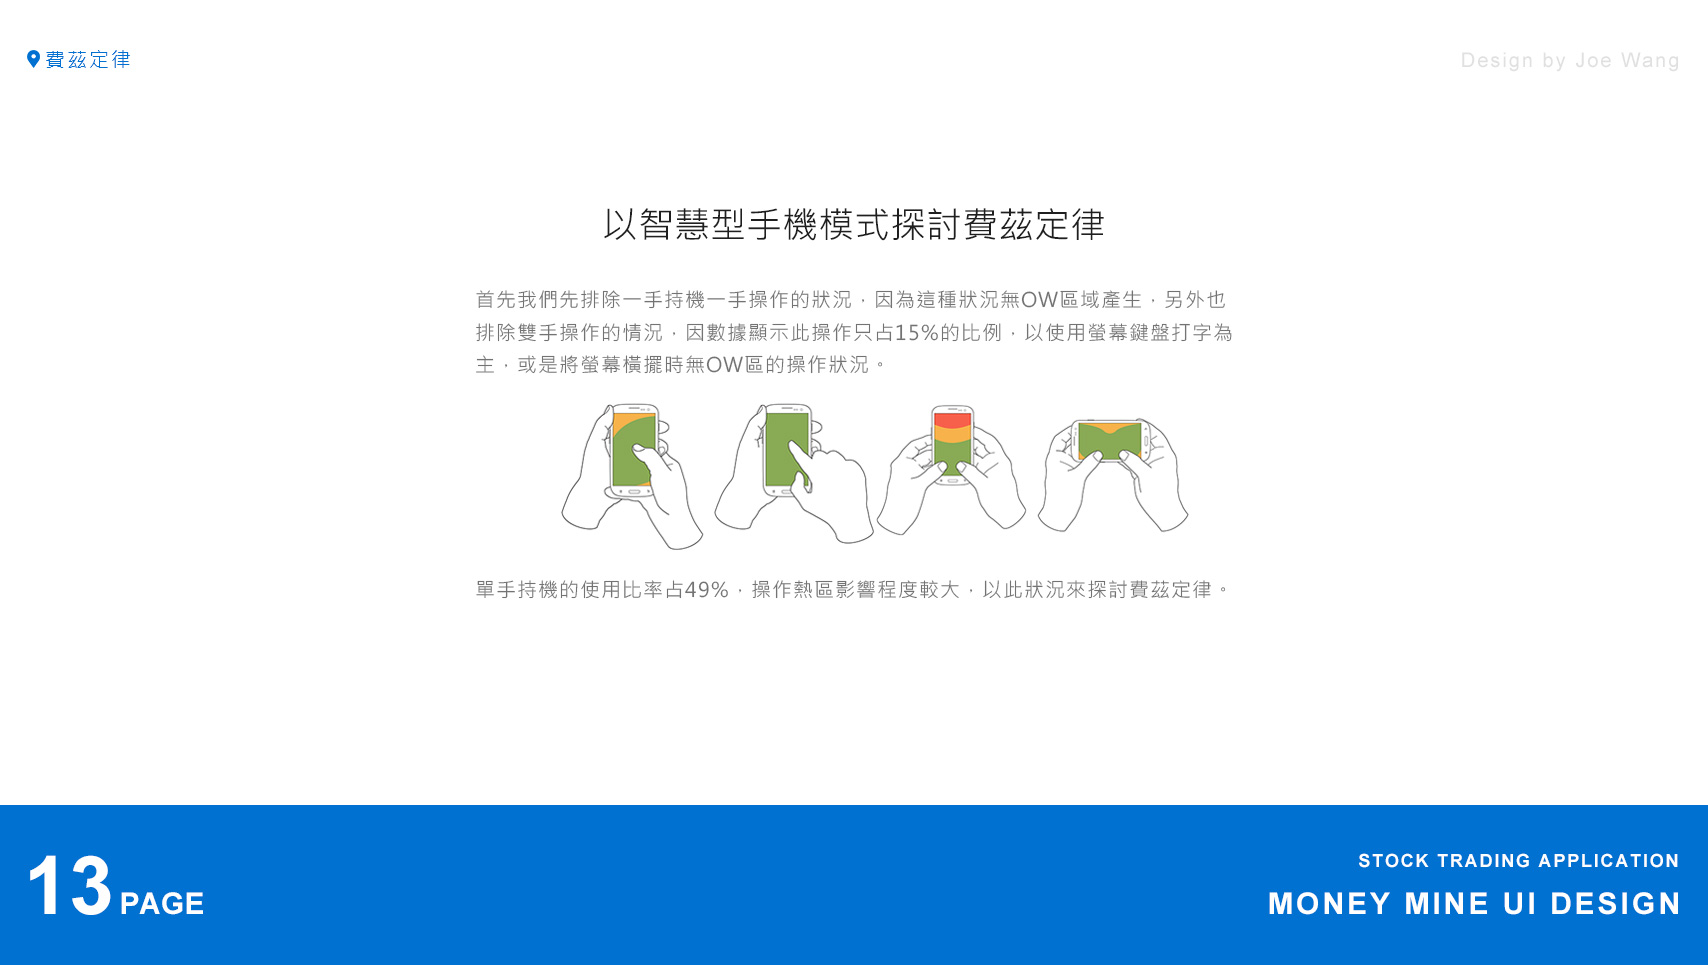 費茲定律
Design by Joe Wang
以智慧型手機模式探討費茲定律
首先我們先排除一手持機一手操作的狀況，因為這種狀況無OW區域產生，另外也
排除雙手操作的情況，因數據顯示此操作只占15%的比例，以使用螢幕鍵盤打字為
主，或是將螢幕橫擺時無OW區的操作狀況。
單手持機的使用比率占49%，操作熱區影響程度較大，以此狀況來探討費茲定律。
13 PAGE
STOCK TRADING APPLICATION
MONEY MINE UI DESIGN